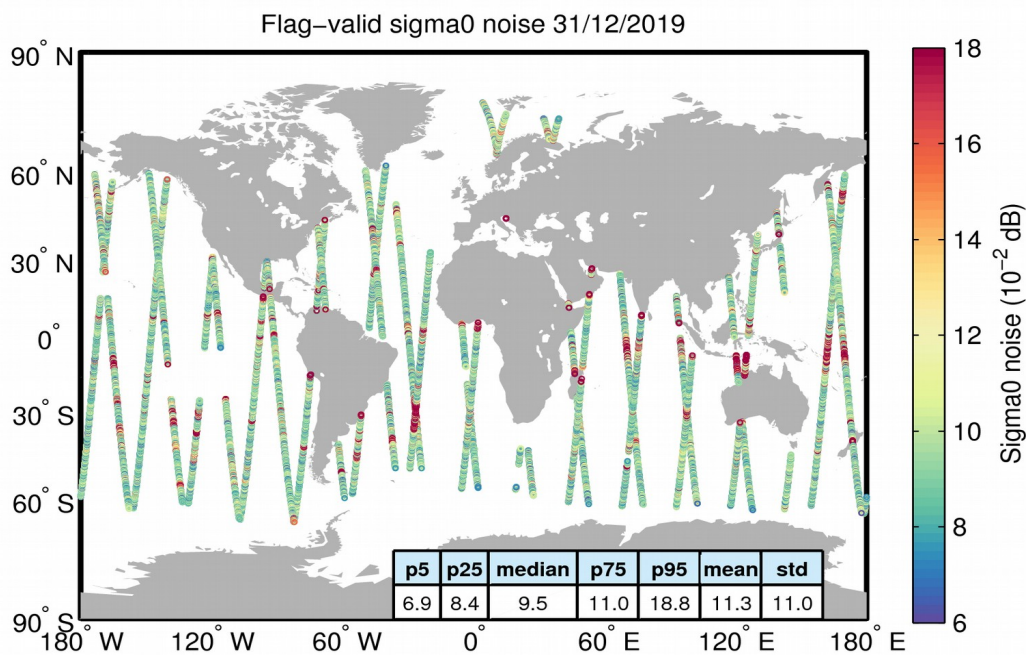 Flag−valid sigma0 noise 31/12/2019
90° N
60° N
30° N
0°
30° S
60° S
90° S
180° W
120° W
60° W
0°
60° E
120° E
180° E
p5 p25 median p75 p95 mean std
6.9 8.4 9.5 11.0 18.8 11.3 11.0
18
16
14
12
10
8
6
Sigma0 noise (10⁻² dB)